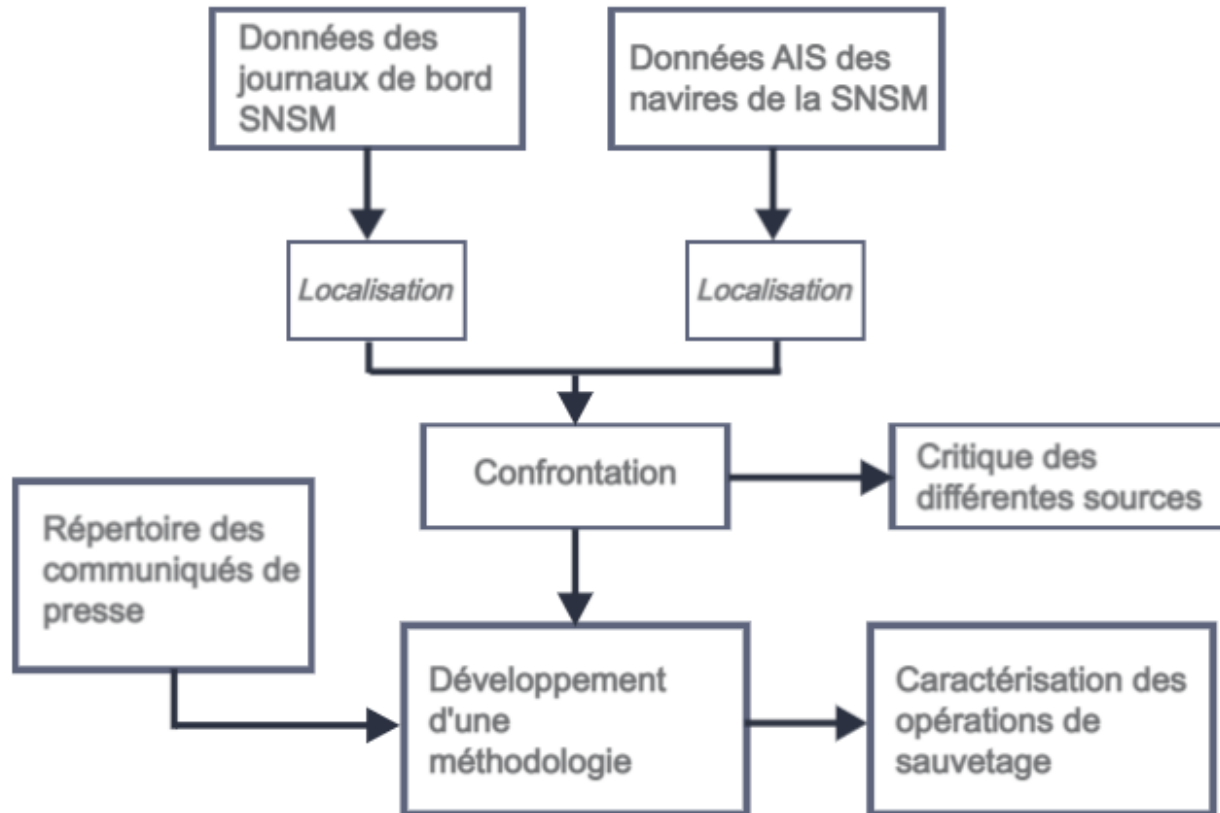 Données des
journaux de bord
SNSM
Données AIS des
navires de la SNSM
Localisation
Localisation
Confrontation
Critique des
différentes sources
Répertoire des
communiqués de
presse
Développement
d'une
méthodologie
Caractérisation des
opérations de
sauvetage